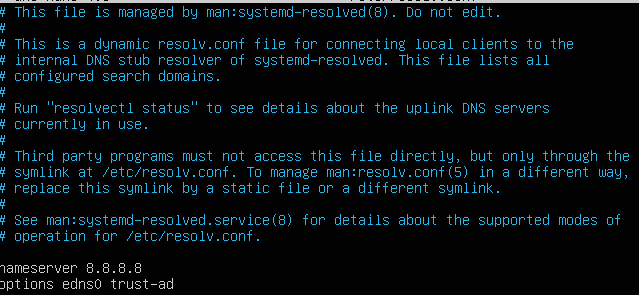 # This file is managed by man:systemd-resolved(8). Do not edit.
#
# This is a dynamic resolv.conf file for connecting local clients to the
# internal DNS stub resolver of systemd-resolved. This file lists all
# configured search domains.
#
# Run "resolvectl status" to see details about the uplink DNS servers
# currently in use.
#
# Third party programs must not access this file directly, but only through the
# symlink at /etc/resolv.conf. To manage man:resolv.conf(5) in a different way,
# replace this symlink by a static file or a different symlink.
#
# See man:systemd-resolved.service(8) for details about the supported modes of
# operation for /etc/resolv.conf.
nameserver 8.8.8.8
options edns0 trust-ad